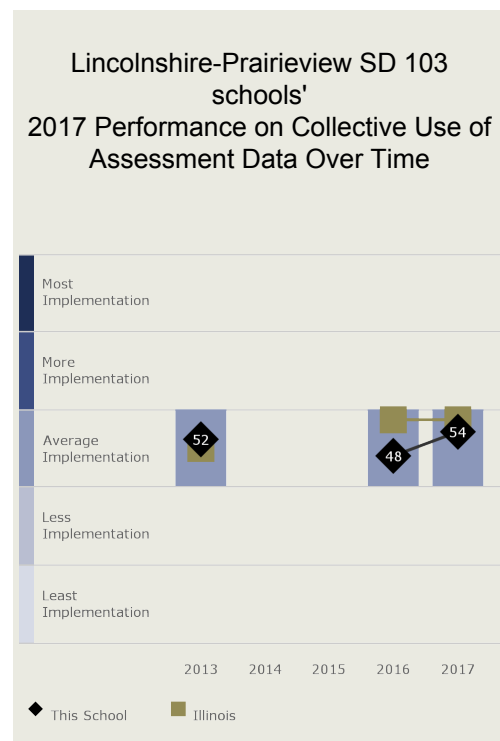 Lincolnshire-Prairieview SD 103
schools'
2017 Performance on Collective Use of
Assessment Data Over Time
Most
Implementation
More
Implementation
Average
Implementation
Less
Implementation
Least
Implementation
52
48
54
2013 2014 2015 2016 2017
This School Illinois